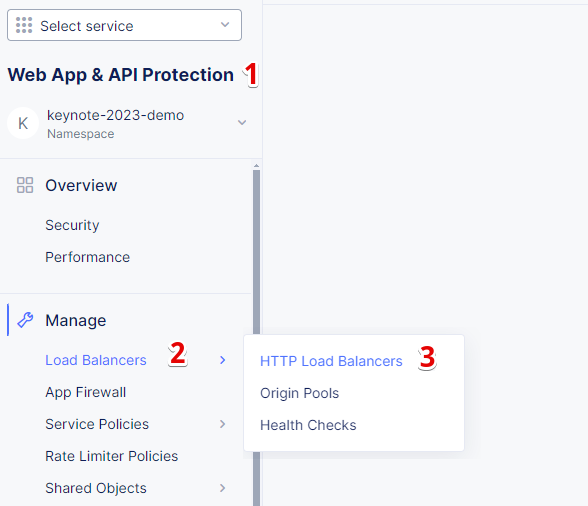 Select service
Web App & API Protection 1
K
keynote-2023-demo
Namespace
Overview
Security
Performance
Manage
Load Balancers 2
HTTP Load Balancers 3
App Firewall
Origin Pools
Service Policies
Health Checks
Rate Limiter Policies
Shared Objects